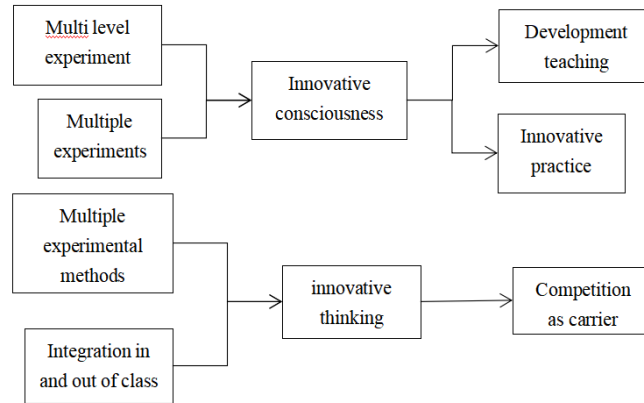 Multi level
experiment
Multiple
experiments
Innovative
consciousness
Development
teaching
Innovative
practice
Multiple
experimental
methods
Integration in
and out of class
innovative
thinking
Competition
as carrier